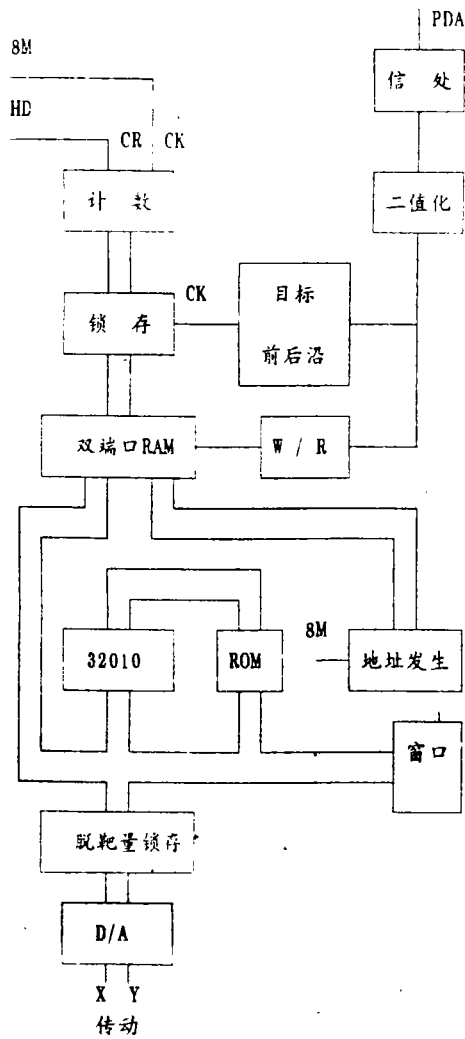 PDA
8M
信 处
HD
CR CK
计 数
二值化
CK
目标
前后沿
锁 存
双端口RAM
W / R
32010
ROM
8M
地址发生
窗口
脱靶量锁存
D/A
X Y
传动